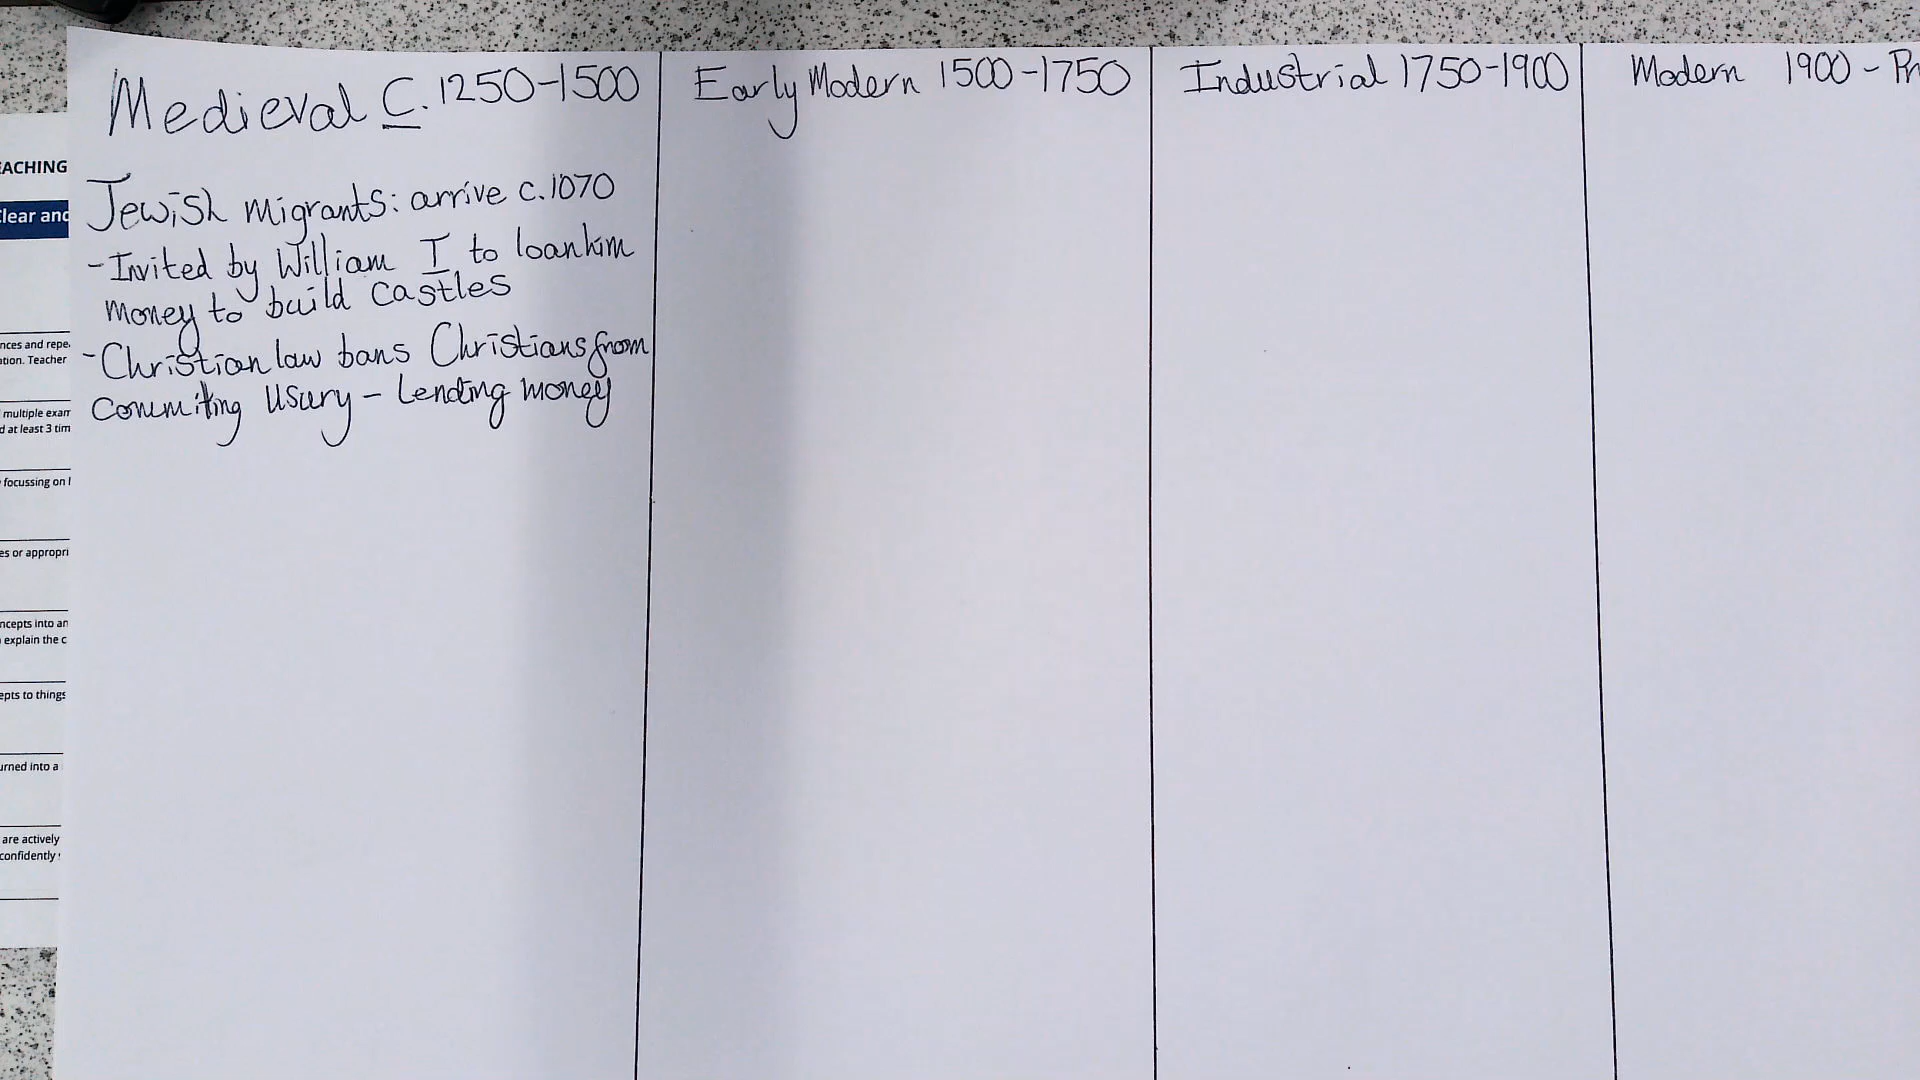 Medieval C. 1250-1500
Jewish migrants: arrive c.1070
- Invited by William I to loan him
money to build castles
- Christian law bans Christians from
commiting Usury - Lending money
Early Modern 1500-1750
Industrial 1750-1900
Modern 1900 -
EACHING
lear and
nces and repe
ation. Teacher
multiple exam
d at least 3 tim
focussing on l
es or appropri
ncepts into an
explain the c
epts to things
urned into a
are actively
confidently